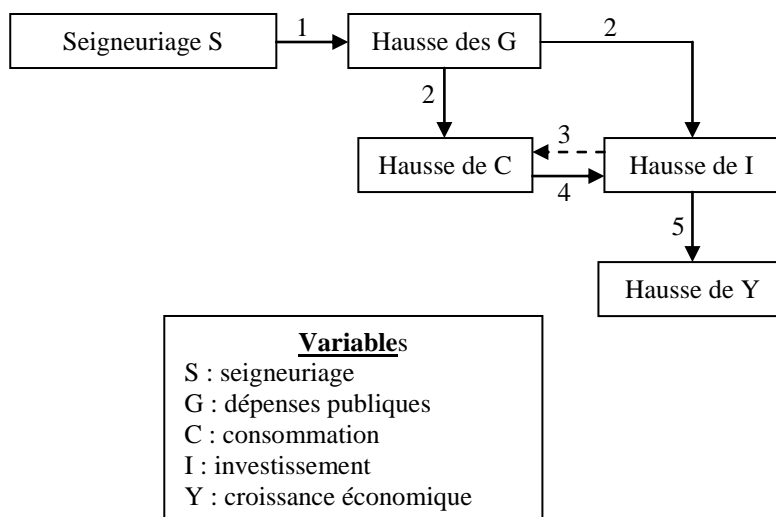 Seigneuriage S
1
Hausse des G
2
2
Hausse de C
3
4
Hausse de I
5
Hausse de Y
Variables
S : seigneuriage
G : dépenses publiques
C : consommation
I : investissement
Y : croissance économique